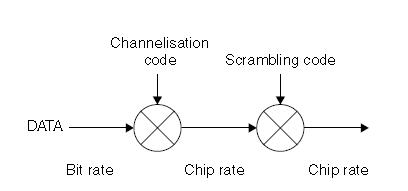 Channelisation
code
Scrambling code
DATA
Bit rate
Chip rate
Chip rate